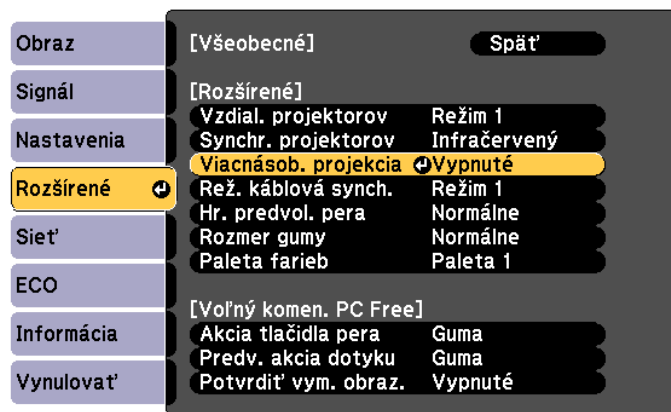 Obraz
Signál
Nastavenia
Rozšírené
Sieť
ECO
Informácia
Vynulovať
[Všeobecné] Späť
[Rozšírené]
Vzdial. projektorov Režim 1
Synchr. projektorov Infračervený
Viacnásob. projekcia Vypnuté
Rež. káblová synch. Režim 1
Hr. predvol. pera Normálne
Rozmer gumy Normálne
Paleta farieb Paleta 1
[Voľný komen. PC Free]
Akcia tlačidla pera Guma
Predv. akcia dotyku Guma
Potvrdiť vym. obraz. Vypnuté